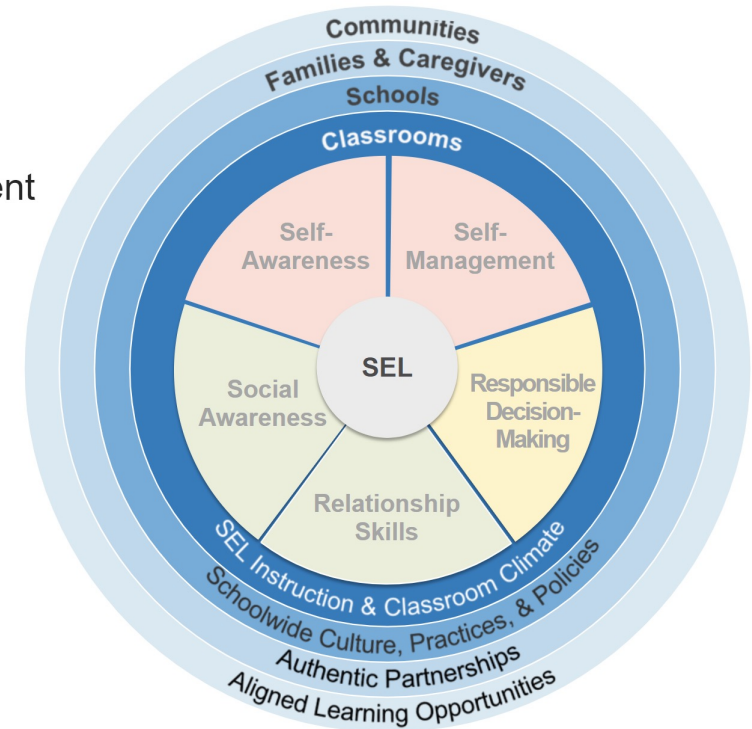 Communities
Families & Caregivers
Schools
Classrooms
ent
Self-
Awareness
Self-
Management
SEL
Social
Awareness
Responsible
Decision-
Making
Relationship
Skills
SEL Instruction & Classroom Climate
Schoolwide Culture, Practices, & Policies
Authentic Partnerships
Aligned Learning Opportunities